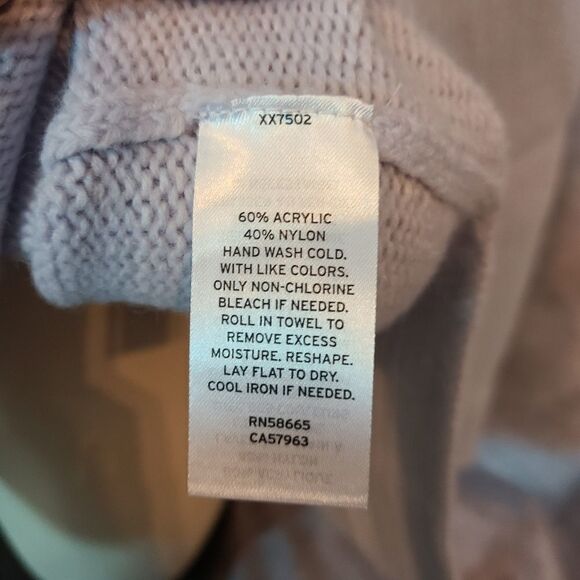 XX7502
60% ACRYLIC
40% NYLON
HAND WASH COLD.
WITH LIKE COLORS.
ONLY NON-CHLORINE
BLEACH IF NEEDED.
ROLL IN TOWEL TO
REMOVE EXCESS
MOISTURE. RESHAPE.
LAY FLAT TO DRY.
COOL IRON IF NEEDED.
RN58665
CA57963